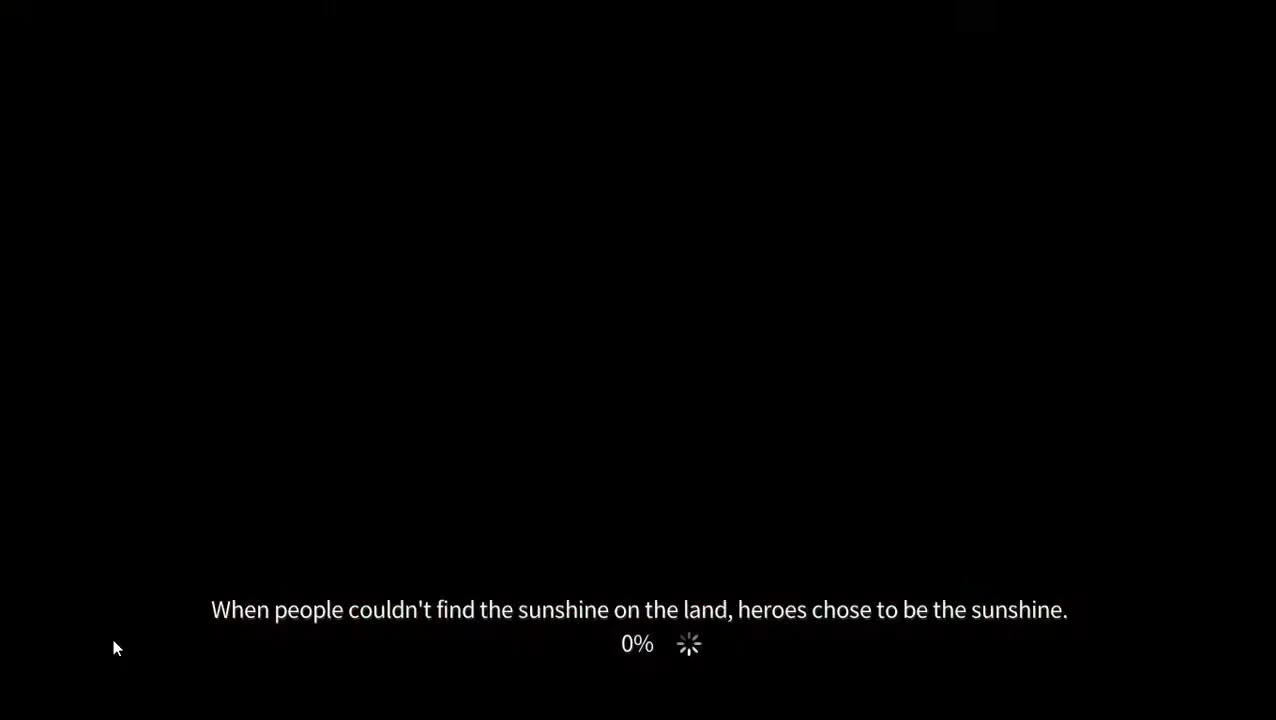 When people couldn't find the sunshine on the land, heroes chose to be the sunshine.
0%